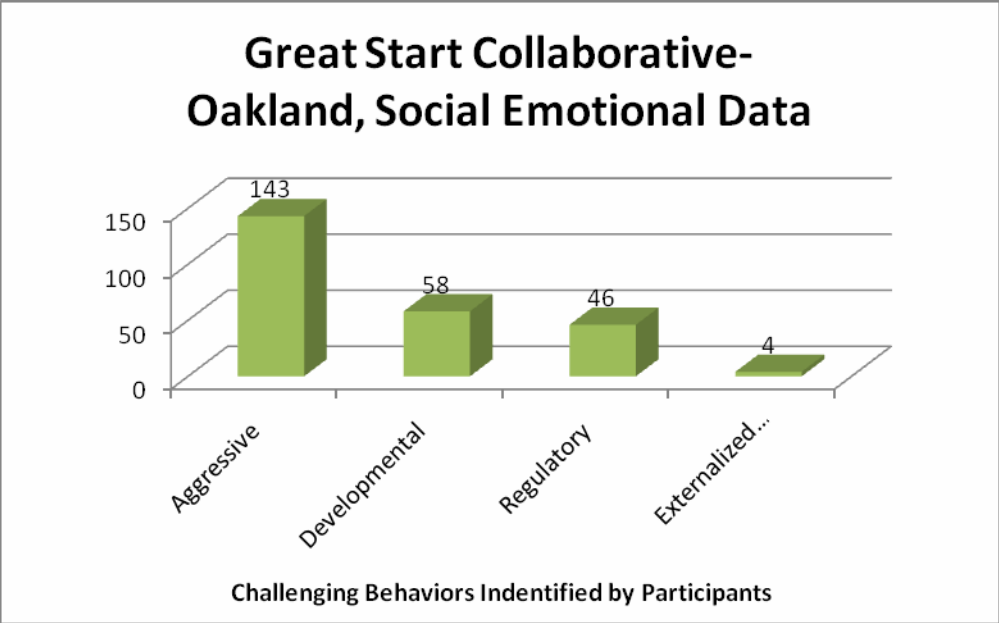 Great Start Collaborative-
Oakland, Social Emotional Data
143
150
58
100
46
50
4
0
Aggressive
Developmental
Regulatory
Externalized...
Challenging Behaviors Indentified by Participants